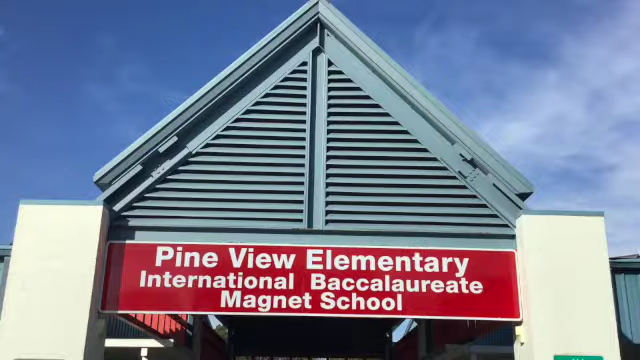 Pine View Elementary
International Baccalaureate
Magnet School